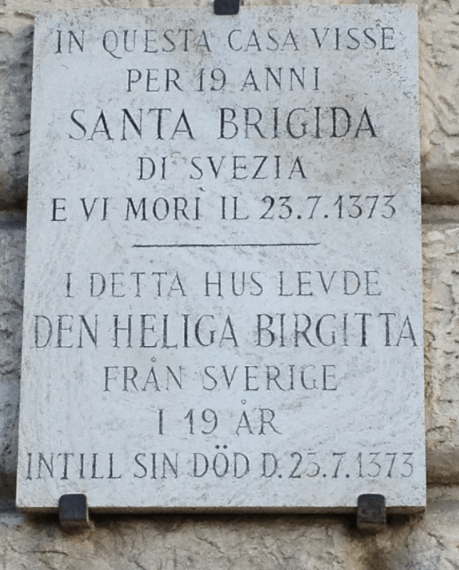 IN QUESTA CASA VISSE
PER 19 ANNI
SANTA BRIGIDA
DI SVEZIA
E VI MORÌ IL 23.7.1373
I DETTA HUS LEVDE
DEN HELIGA BIRGITTA
FRÅN SVERIGE
I 19 ÅR
INTILL SIN DÖD D. 23.7.1373